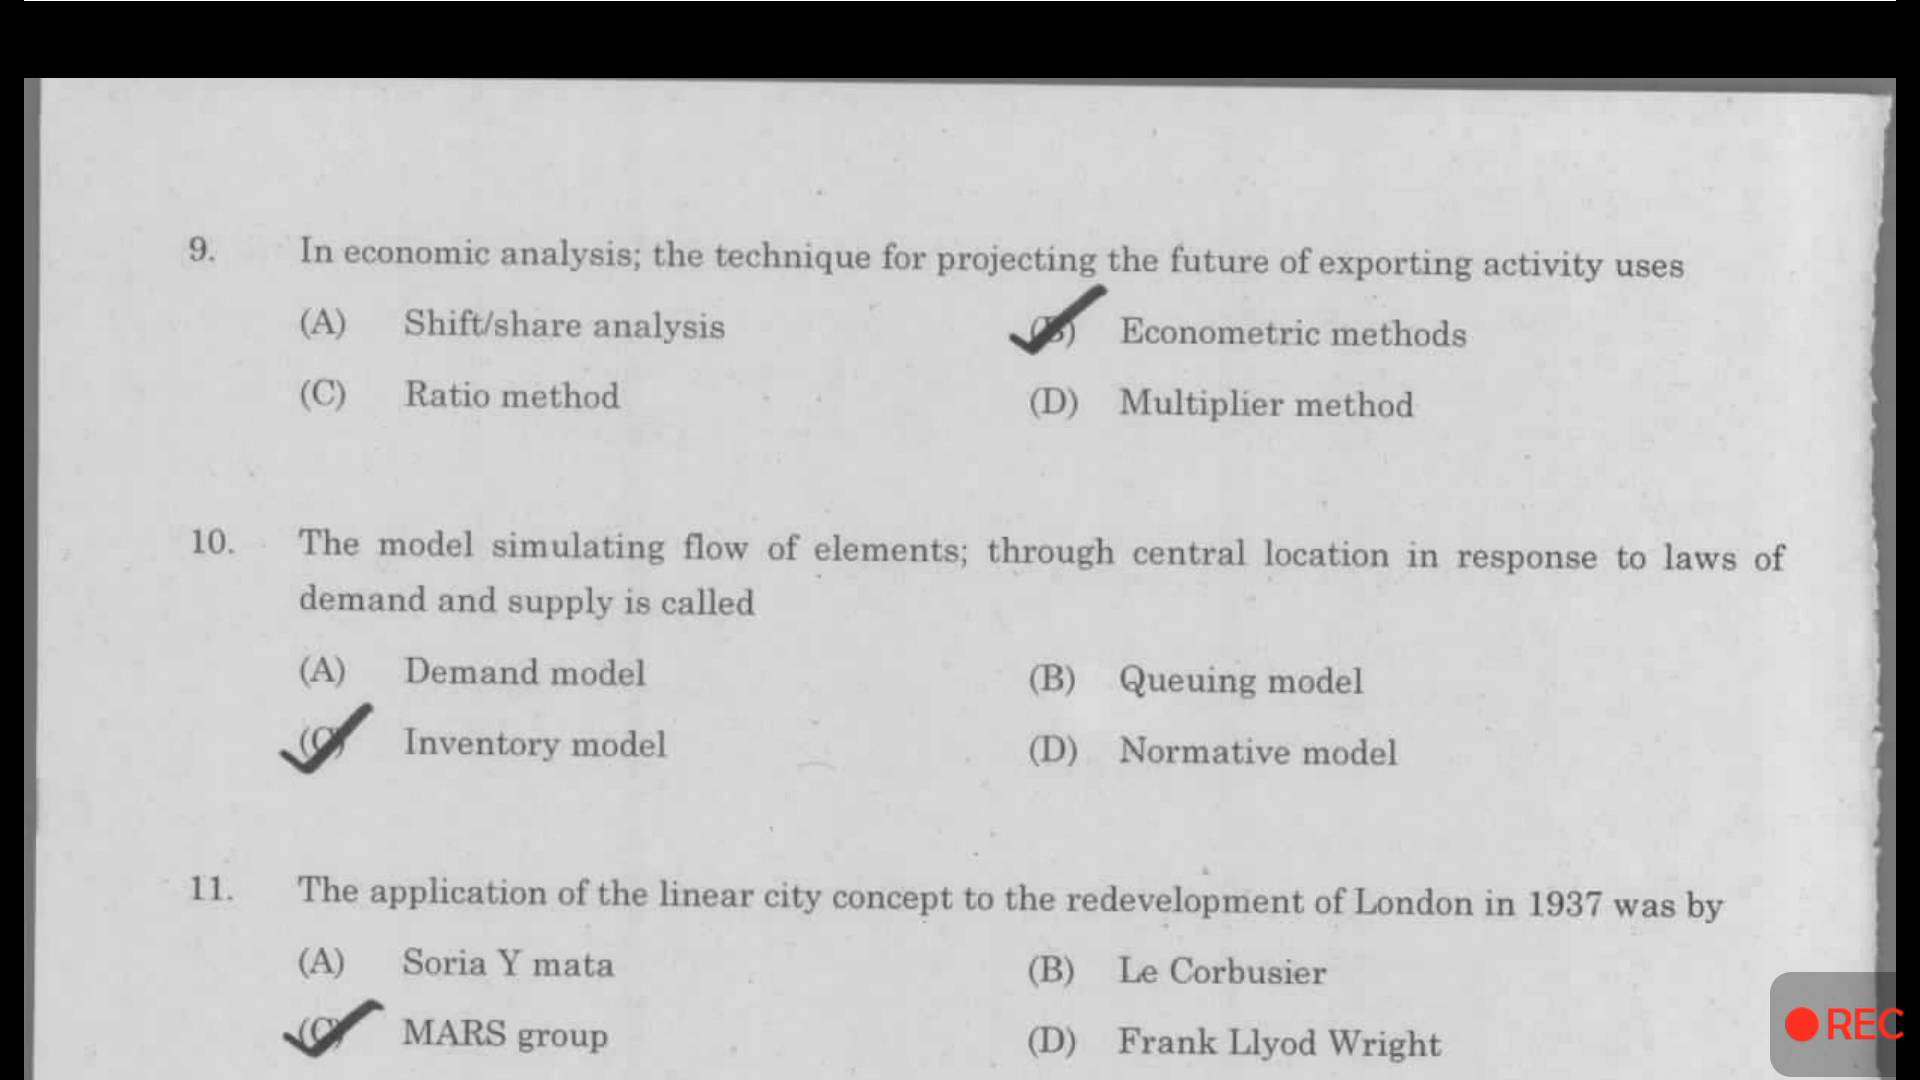 9. In economic analysis; the technique for projecting the future of exporting activity uses
(A) Shift/share analysis (B) Econometric methods
(C) Ratio method (D) Multiplier method
10. The model simulating flow of elements; through central location in response to laws of
demand and supply is called
(A) Demand model (B) Queuing model
(C) Inventory model (D) Normative model
11. The application of the linear city concept to the redevelopment of London in 1937 was by
(A) Soria Y mata (B) Le Corbusier
(C) MARS group (D) Frank Llyod Wright
REC